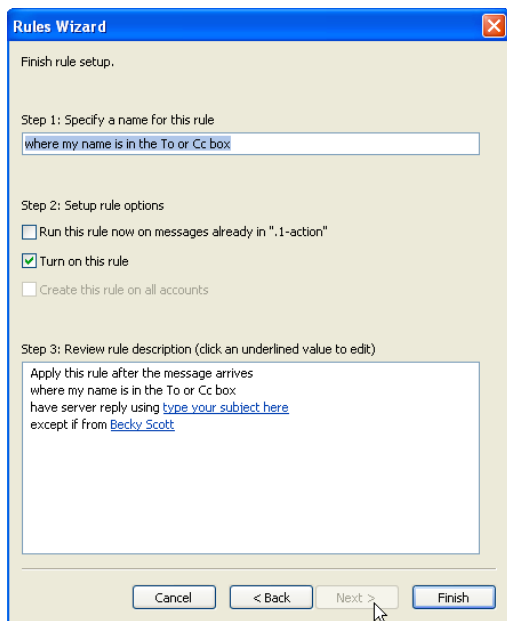 Rules Wizard
Finish rule setup.
Step 1: Specify a name for this rule
where my name is in the To or Cc box
Step 2: Setup rule options
Run this rule now on messages already in ".1-action"
Turn on this rule
Create this rule on all accounts
Step 3: Review rule description (click an underlined value to edit)
Apply this rule after the message arrives
where my name is in the To or Cc box
have server reply using type your subject here
except if from Becky Scott
Cancel < Back Next > Finish